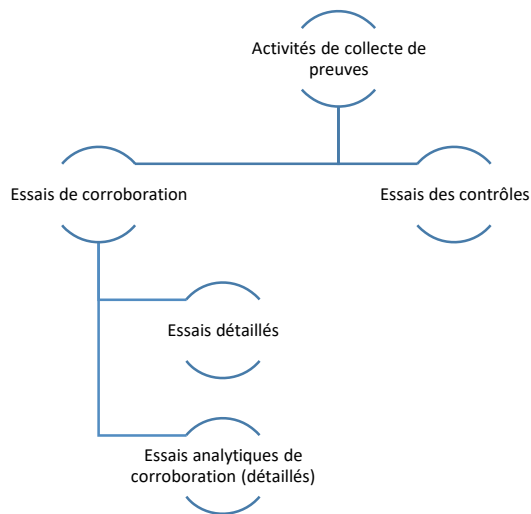 Activités de collecte de
preuves
Essais de corroboration
Essais des contrôles
Essais détaillés
Essais analytiques de
corroboration (détaillés)